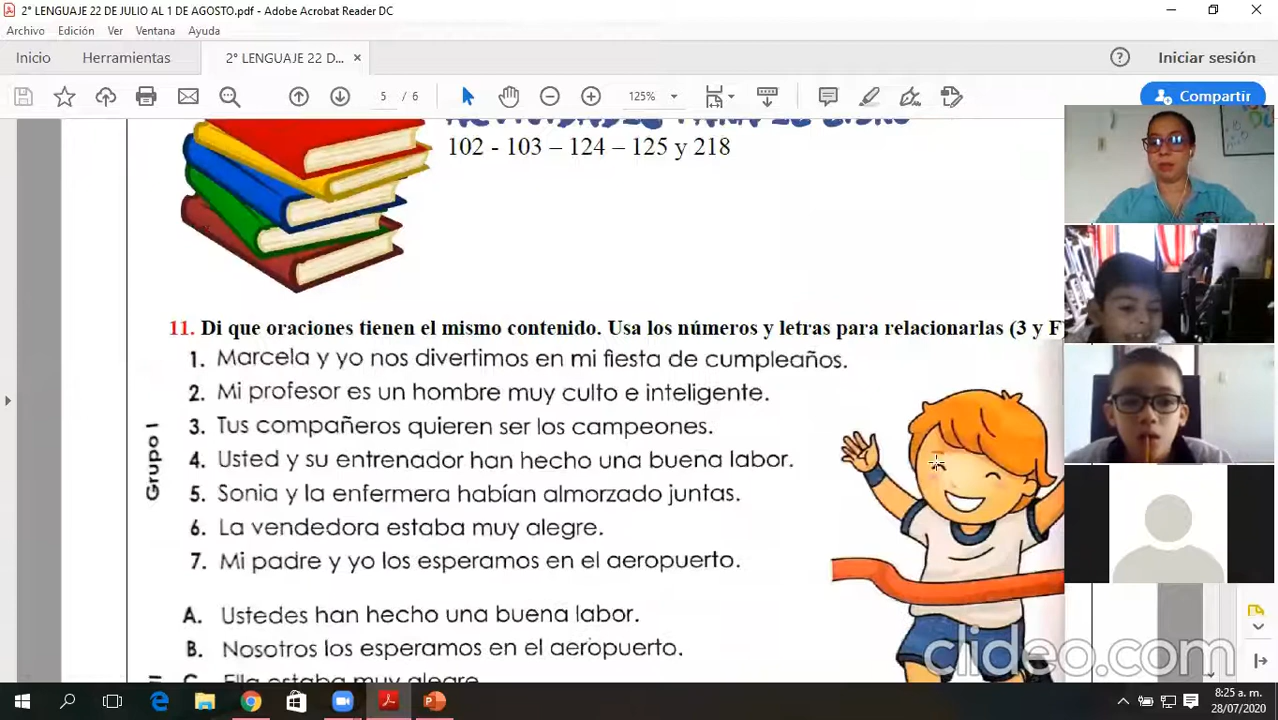 2° LENGUAJE 22 DE JULIO AL 1 DE AGOSTO.pdf - Adobe Acrobat Reader DC
Archivo Edición Ver Ventana Ayuda
Inicio Herramientas 2° LENGUAJE 22 D... × Iniciar sesión
5 / 6 125% Compartir
102 - 103 – 124 – 125 y 218
11. Di que oraciones tienen el mismo contenido. Usa los números y letras para relacionarlas (3 y F)
Grupo I
1. Marcela y yo nos divertimos en mi fiesta de cumpleaños.
2. Mi profesor es un hombre muy culto e inteligente.
3. Tus compañeros quieren ser los campeones.
4. Usted y su entrenador han hecho una buena labor.
5. Sonia y la enfermera habían almorzado juntas.
6. La vendedora estaba muy alegre.
7. Mi padre y yo los esperamos en el aeropuerto.
A. Ustedes han hecho una buena labor.
B. Nosotros los esperamos en el aeropuerto.
C. Ella estaba muy alegre.
clideo.com
8:25 a. m.
28/07/2020